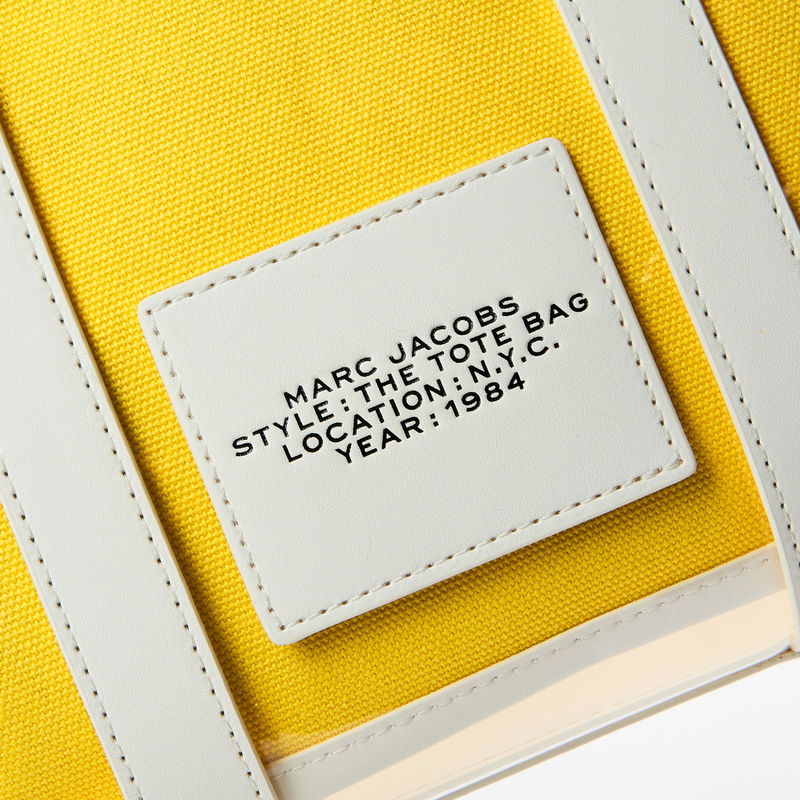 MARC JACOBS
STYLE: THE TOTE BAG
LOCATION: N.Y.C.
YEAR: 1984